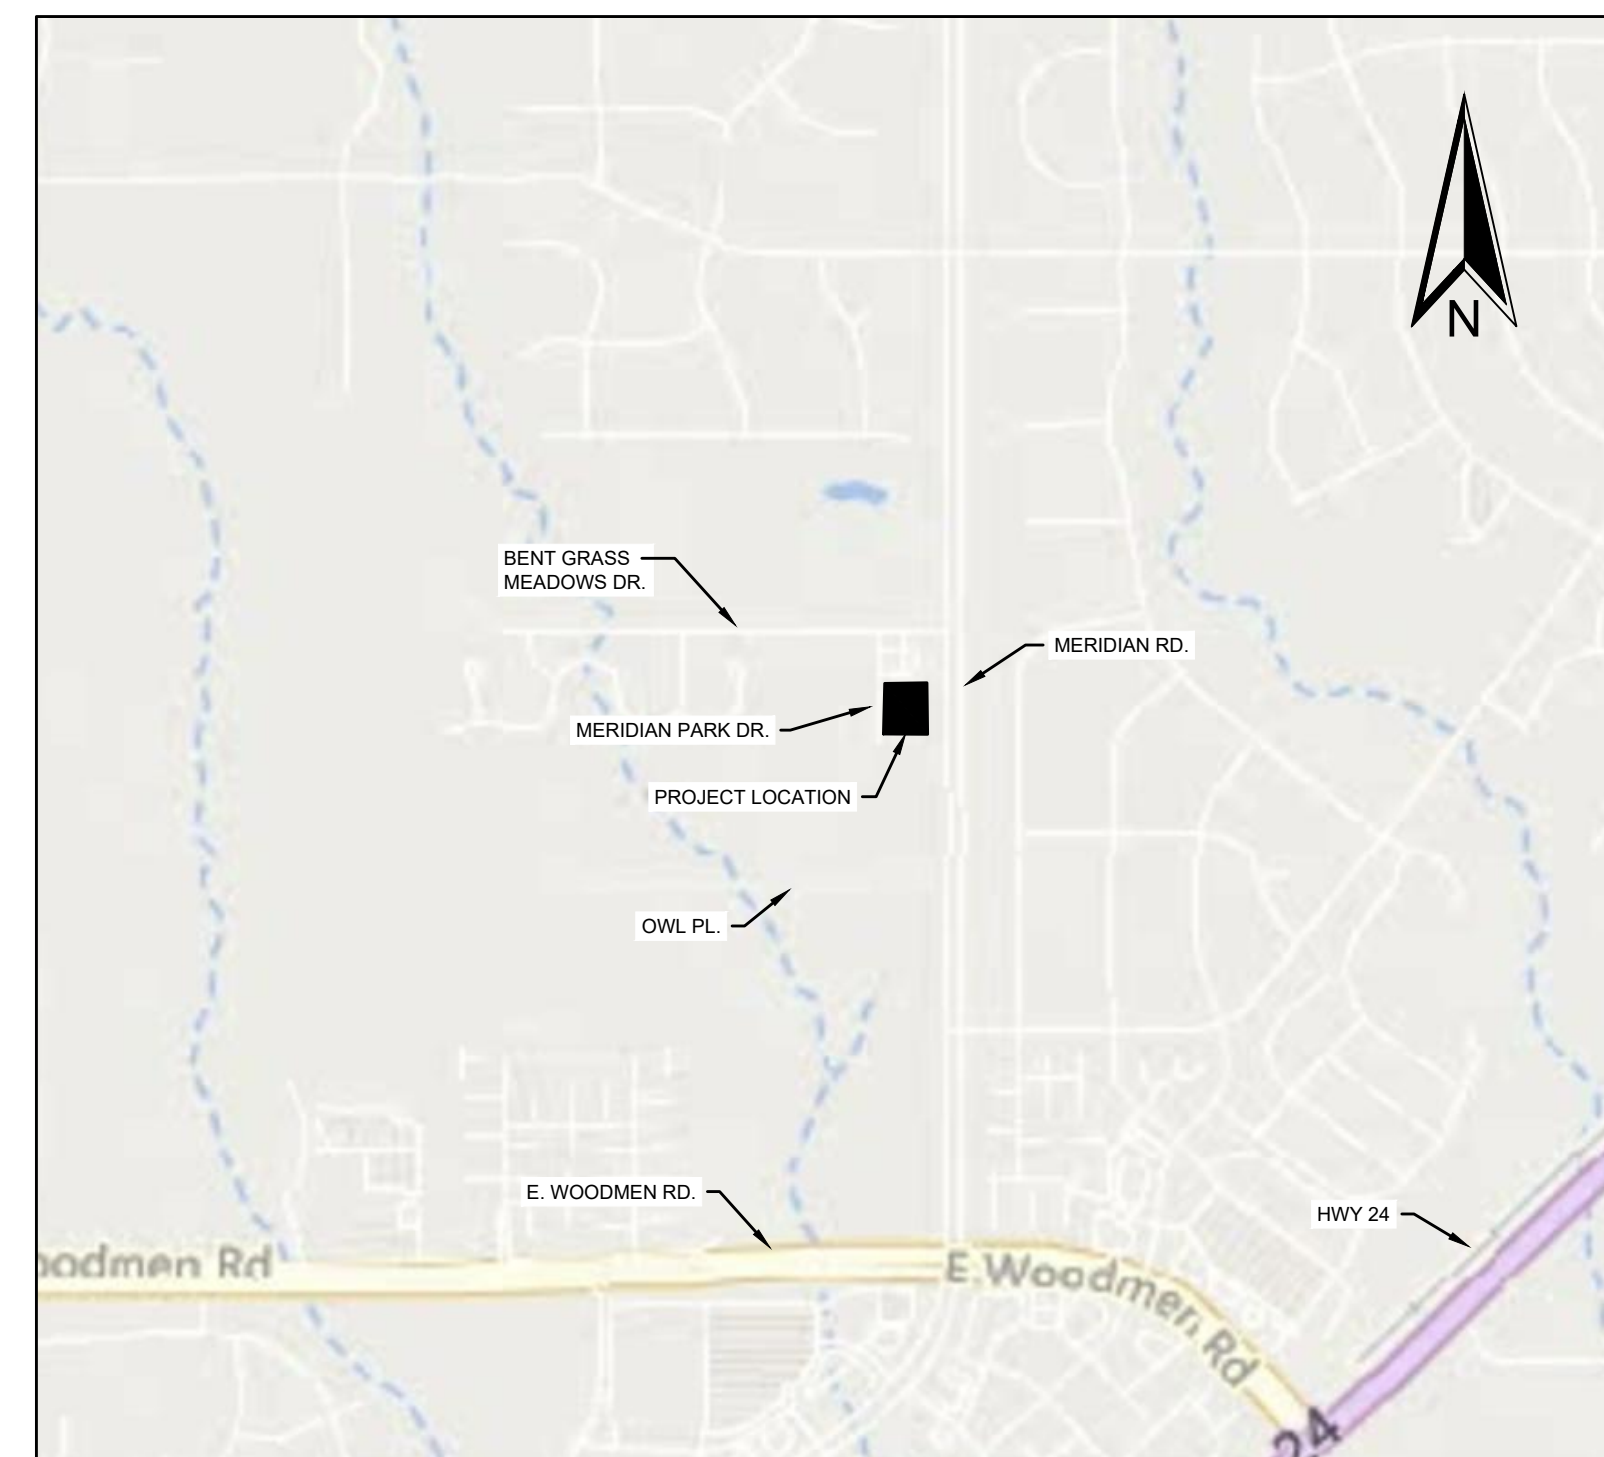 N
BENT GRASS
MEADOWS DR.
MERIDIAN RD.
MERIDIAN PARK DR.
PROJECT LOCATION
OWL PL.
E. WOODMEN RD.
HWY 24
oodmen Rd
E Woodmen Rd
24